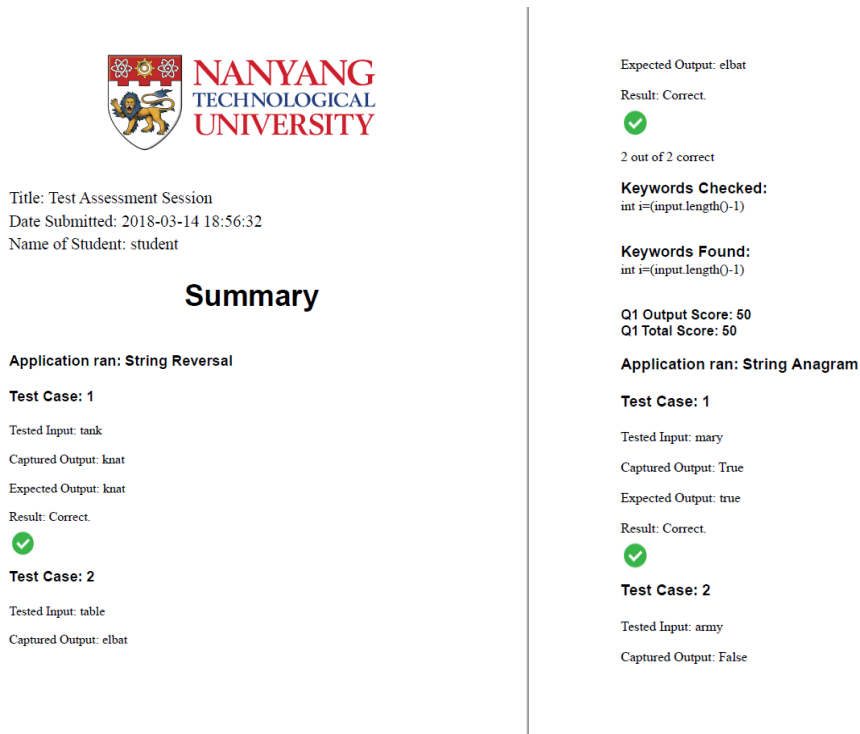 NANYANG
TECHNOLOGICAL
UNIVERSITY
Title: Test Assessment Session
Date Submitted: 2018-03-14 18:56:32
Name of Student: student
Summary
Application ran: String Reversal
Test Case: 1
Tested Input: tank
Captured Output: knat
Expected Output: knat
Result: Correct.
Test Case: 2
Tested Input: table
Captured Output: elbat
Expected Output: elbat
Result: Correct.
2 out of 2 correct
Keywords Checked:
int i=(input.length()-1)
Keywords Found:
int i=(input.length()-1)
Q1 Output Score: 50
Q1 Total Score: 50
Application ran: String Anagram
Test Case: 1
Tested Input: mary
Captured Output: True
Expected Output: true
Result: Correct.
Test Case: 2
Tested Input: army
Captured Output: False